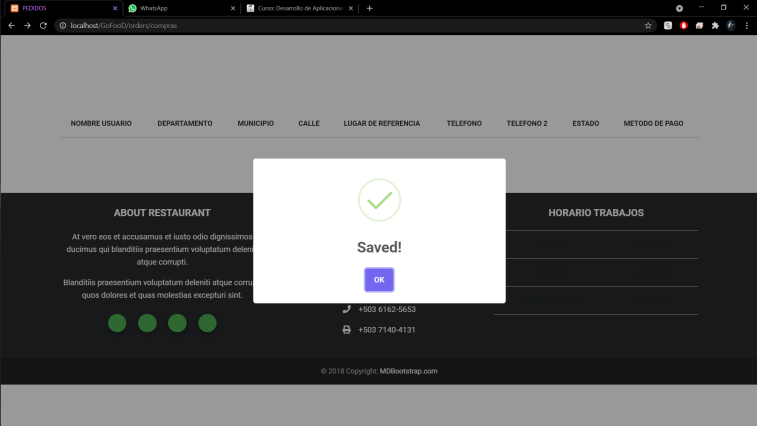 PEDIDOS
WhatsApp
Curso: Desarrollo de Aplicacione
localhost/GoFooD/orders/compras
NOMBRE USUARIO DEPARTAMENTO MUNICIPIO CALLE LUGAR DE REFERENCIA TELEFONO TELEFONO 2 ESTADO METODO DE PAGO
Saved!
OK
ABOUT RESTAURANT
At vero eos et accusamus et iusto odio dignissimos
ducimus qui blanditiis praesentium voluptatum deleni
atque corrupti.
Blanditiis praesentium voluptatum deleniti atque corrup
quos dolores et quas molestias excepturi sint.
+503 6162-5653
+503 7140-4131
HORARIO TRABAJOS
© 2018 Copyright: MDBootstrap.com